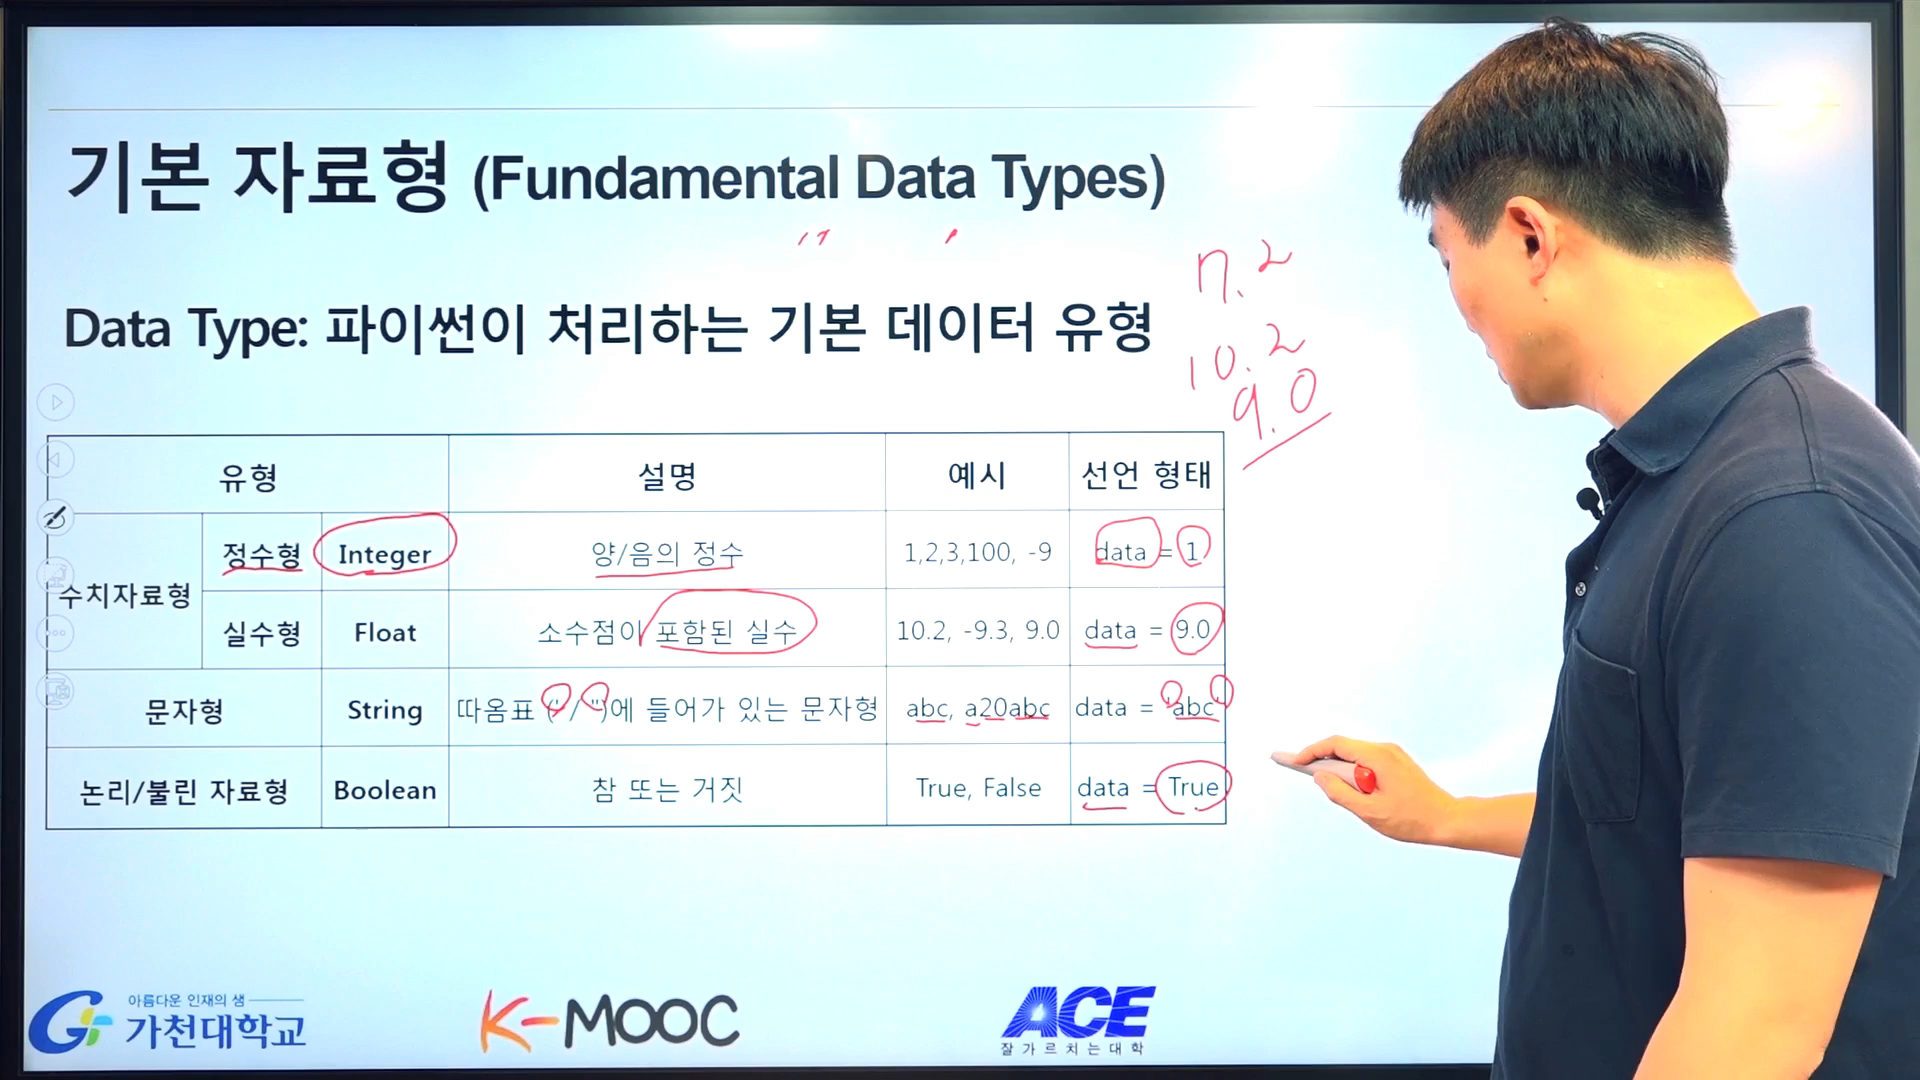 기본 자료형 (Fundamental Data Types)
Data Type: 파이썬이 처리하는 기본 데이터 유형
7.2
10.2
9.0
유형 설명 예시 선언 형태
수치자료형 정수형 Integer 양/음의 정수 1,2,3,100, -9 data = 1
실수형 Float 소수점이 포함된 실수 10.2, -9.3, 9.0 data = 9.0
문자형 String 따옴표 ('/")에 들어가 있는 문자형 abc, a20abc data = 'abc'
논리/불린 자료형 Boolean 참 또는 거짓 True, False data = True
아름다운 인재의 샘
가천대학교
K-MOOC
ACE
잘가르치는대학